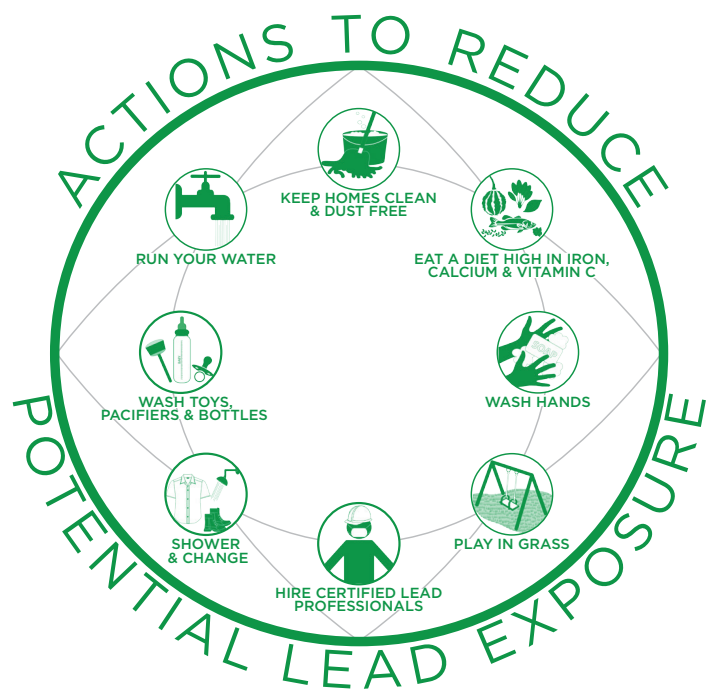 ACTIONS TO REDUCE
KEEP HOMES CLEAN
& DUST FREE
RUN YOUR WATER
EAT A DIET HIGH IN IRON,
CALCIUM & VITAMIN C
SOAP
WASH TOYS,
PACIFIERS & BOTTLES
WASH HANDS
SHOWER
& CHANGE
PLAY IN GRASS
HIRE CERTIFIED LEAD
PROFESSIONALS
POTENTIAL LEAD EXPOSURE